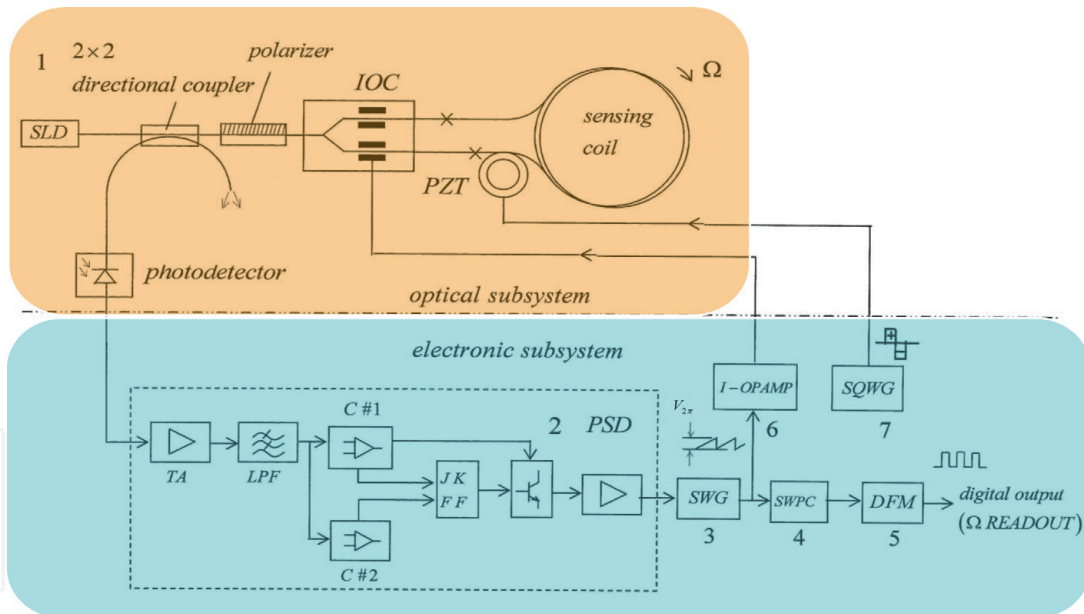 1
2×2
directional coupler
polarizer
IOC
Ω
SLD
sensing
coil
PZT
photodetector
optical subsystem
electronic subsystem
C #1
2 PSD
V2π
I-OPAMP
SQWG
6
7
TA
LPF
J K
F F
C #2
SWG
SWPC
DFM
3
4
5
digital output
(Ω READOUT)
+
−